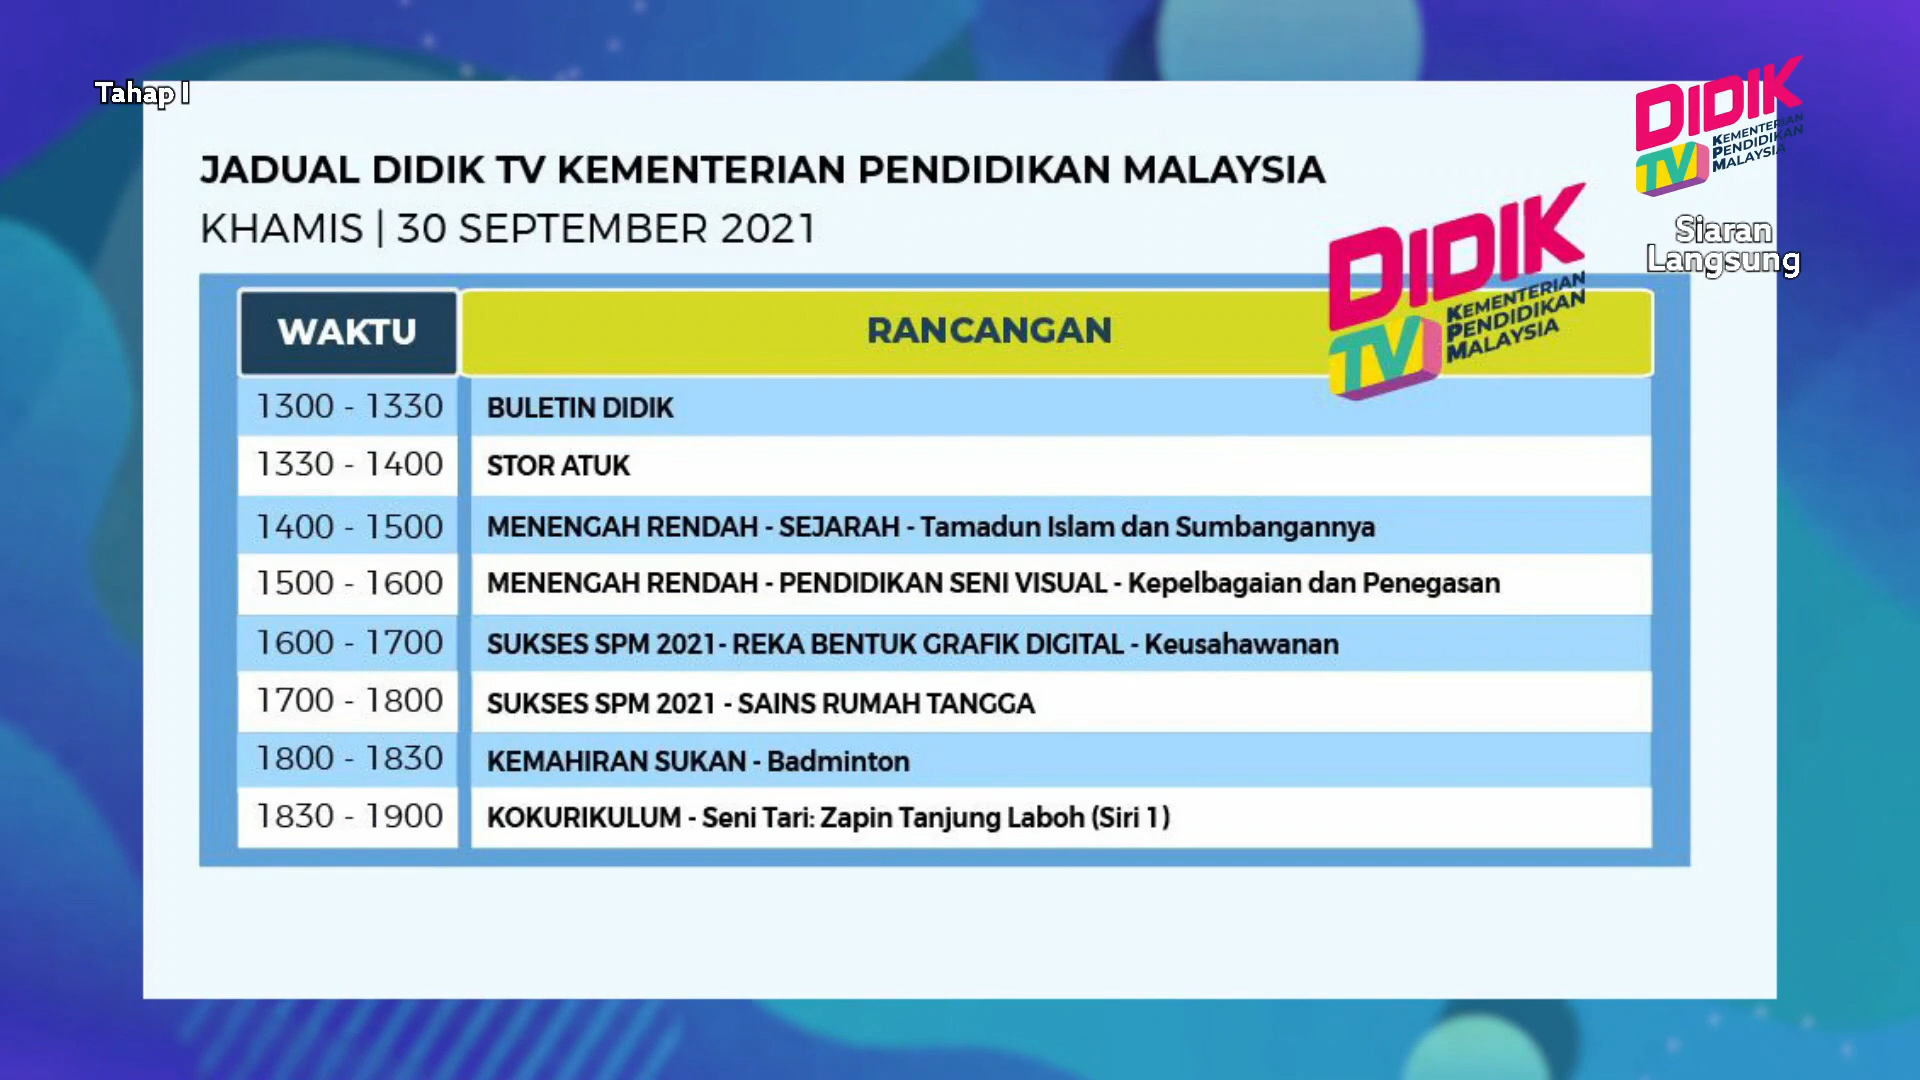 Tahap 1
DIDIK
TV KEMENTERIAN
PENDIDIKAN
MALAYSIA
Siaran
Langsung
JADUAL DIDIK TV KEMENTERIAN PENDIDIKAN MALAYSIA
KHAMIS | 30 SEPTEMBER 2021
DIDIK
TV KEMENTERIAN
PENDIDIKAN
MALAYSIA
WAKTU RANCANGAN
1300 - 1330 BULETIN DIDIK
1330 - 1400 STOR ATUK
1400 - 1500 MENENGAH RENDAH - SEJARAH - Tamadun Islam dan Sumbangannya
1500 - 1600 MENENGAH RENDAH - PENDIDIKAN SENI VISUAL - Kepelbagaian dan Penegasan
1600 - 1700 SUKSES SPM 2021- REKA BENTUK GRAFIK DIGITAL - Keusahawanan
1700 - 1800 SUKSES SPM 2021 - SAINS RUMAH TANGGA
1800 - 1830 KEMAHIRAN SUKAN - Badminton
1830 - 1900 KOKURIKULUM - Seni Tari: Zapin Tanjung Laboh (Siri 1)